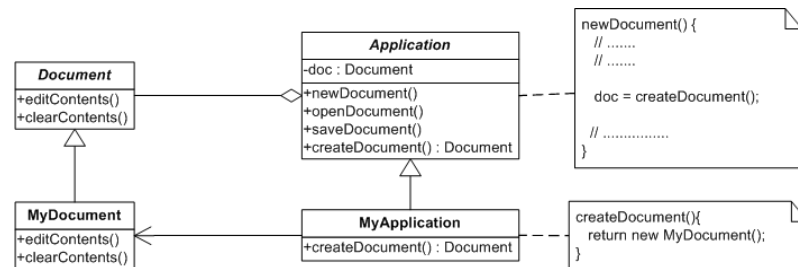 Document
+editContents()
+clearContents()
Application
-doc : Document
+newDocument()
+openDocument()
+saveDocument()
+createDocument() : Document
newDocument() {
// .......
// .......
doc = createDocument();
// ................
}
MyDocument
+editContents()
+clearContents()
MyApplication
+createDocument() : Document
createDocument(){
return new MyDocument();
}